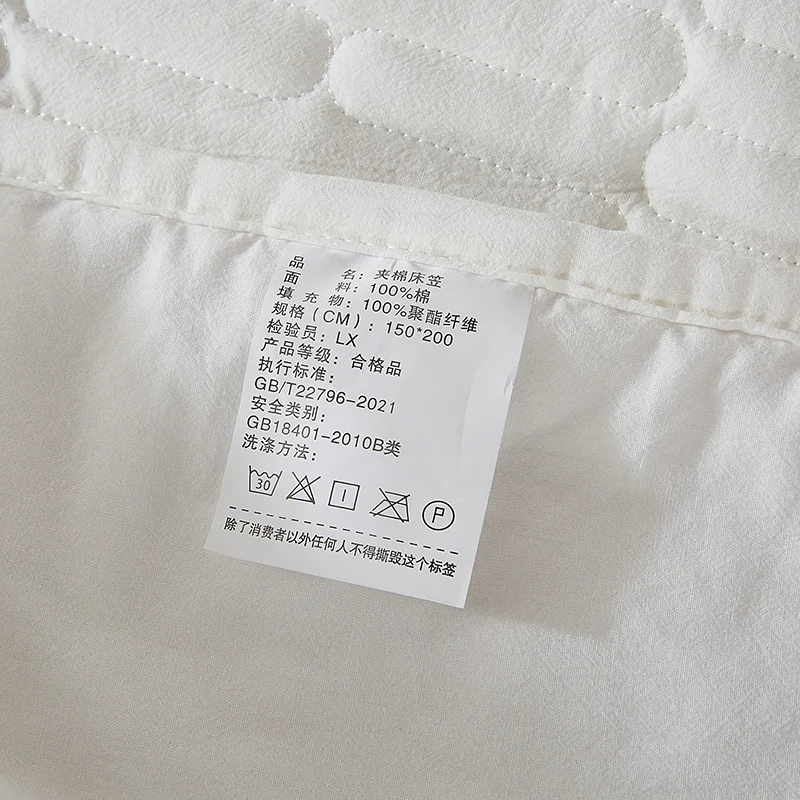 品名：夹棉床笠
面料：100%棉
填充物：100%聚酯纤维
规格(CM)：150*200
检验员：LX
产品等级：合格品
执行标准：
GB/T22796-2021
安全类别：
GB18401-2010B类
洗涤方法：
30 P
除了消费者以外任何人不得撕毁这个标签